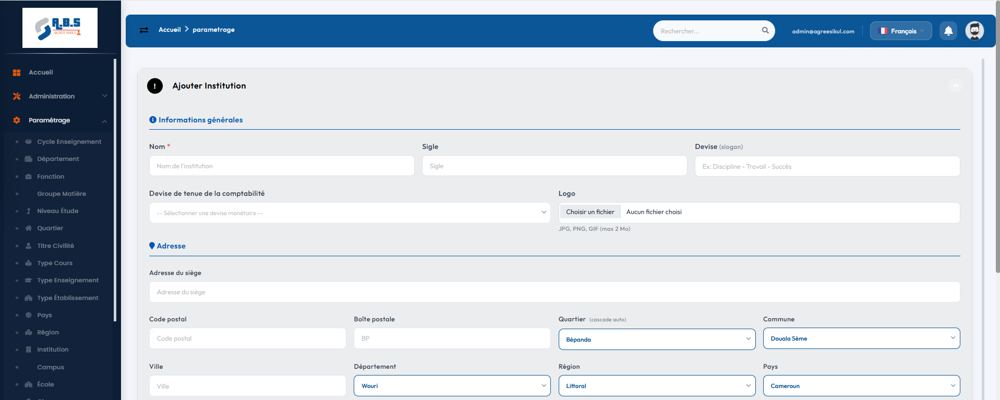 A.B.S
AGREE SIKUL
Accueil
Administration
Paramétrage
Cycle Enseignement
Département
Fonction
Groupe Matière
Niveau Étude
Quartier
Titre Civilité
Type Cours
Type Enseignement
Type Établissement
Pays
Région
Institution
Campus
École
Accueil > parametrage
Rechercher...
admin@agreesikul.com
Français
! Ajouter Institution
Informations générales
Nom * Sigle Devise (slogan)
Nom de l'institution Sigle Ex: Discipline - Travail - Succès
Devise de tenue de la comptabilité Logo
-- Sélectionner une devise monétaire -- Choisir un fichier Aucun fichier choisi
JPG, PNG, GIF (max 2 Mo)
Adresse
Adresse du siège
Adresse du siège
Code postal Boîte postale Quartier (cascade auto) Commune
Code postal BP Bépanda Douala 5ème
Ville Département Région Pays
Ville Wouri Littoral Cameroun